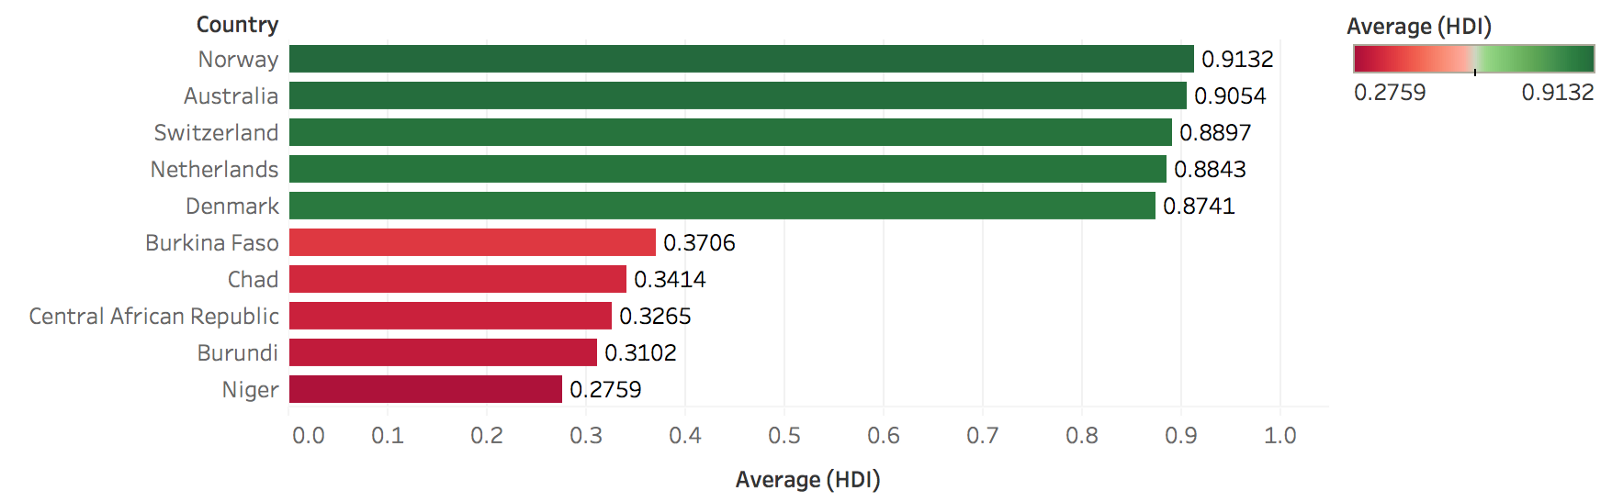 Country
Norway 0.9132
Australia 0.9054
Switzerland 0.8897
Netherlands 0.8843
Denmark 0.8741
Burkina Faso 0.3706
Chad 0.3414
Central African Republic 0.3265
Burundi 0.3102
Niger 0.2759
0.0 0.1 0.2 0.3 0.4 0.5 0.6 0.7 0.8 0.9 1.0
Average (HDI)
Average (HDI)
0.2759 0.9132